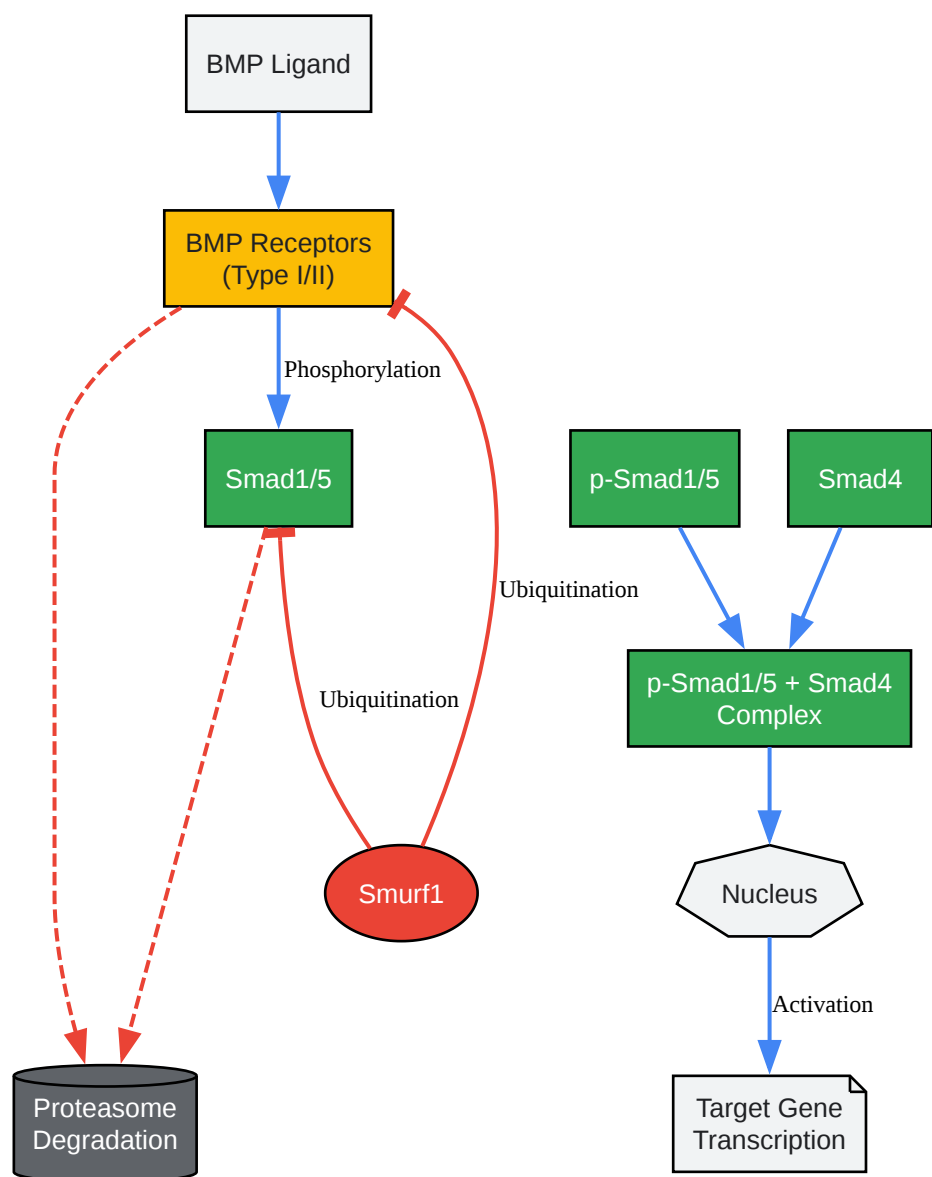 BMP Ligand
BMP Receptors
(Type I/II)
Phosphorylation
Smad1/5
p-Smad1/5
Smad4
Ubiquitination
Ubiquitination
p-Smad1/5 + Smad4
Complex
Smurf1
Nucleus
Activation
Proteasome
Degradation
Target Gene
Transcription